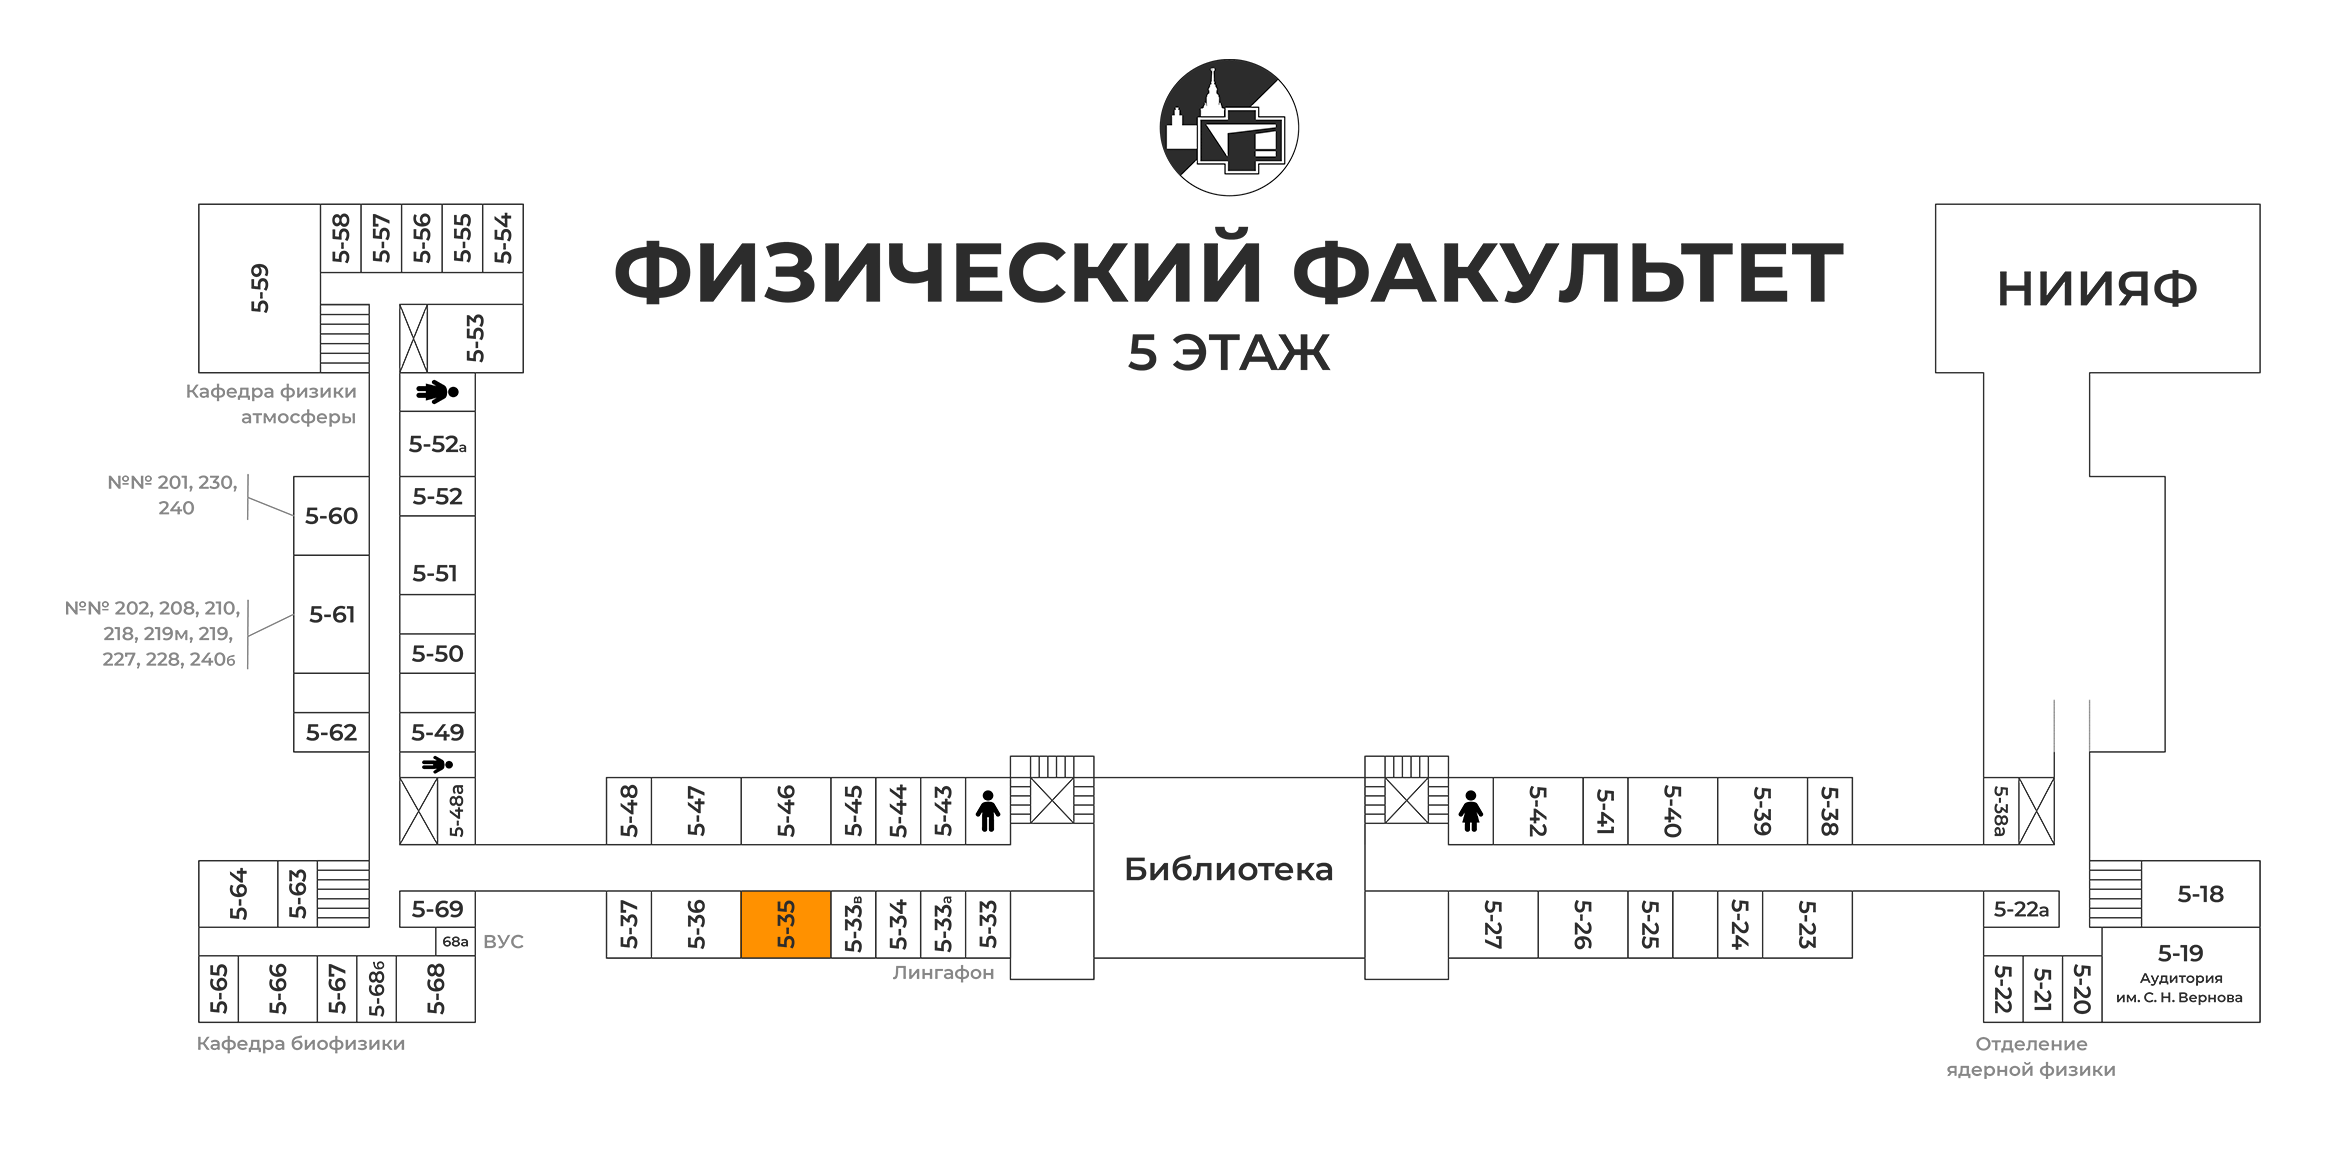 ФИЗИЧЕСКИЙ ФАКУЛЬТЕТ
5 ЭТАЖ
5-59
5-58
5-57
5-56
5-55
5-54
5-53
Кафедра физики
атмосферы
5-52а
5-52
5-51
5-50
5-49
5-48а
№№ 201, 230,
240
5-60
№№ 202, 208, 210,
218, 219м, 219,
227, 228, 240б
5-61
5-62
5-64
5-63
5-69
68а
ВУС
5-65
5-66
5-67
5-68б
5-68
Кафедра биофизики
5-48
5-47
5-46
5-45
5-44
5-43
5-37
5-36
5-35
5-33в
5-34
5-33а
5-33
Лингафон
Библиотека
5-42
5-41
5-40
5-39
5-38
5-27
5-26
5-25
5-24
5-23
НИИЯФ
5-38а
5-22а
5-18
5-19
Аудитория
им. С. Н. Вернова
5-22
5-21
5-20
Отделение
ядерной физики